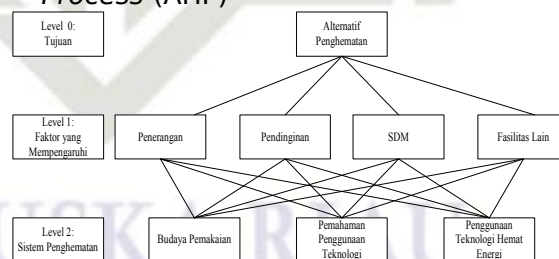 Process (AHP)
Level 0:
Tujuan
Alternatif
Penghematan
Level 1:
Faktor yang
Mempengaruhi
Penerangan
Pendinginan
SDM
Fasilitas Lain
Level 2:
Sistem Penghematan
Budaya Pemakaian
Pemahaman
Penggunaan
Teknologi
Penggunaan
Teknologi Hemat
Energi